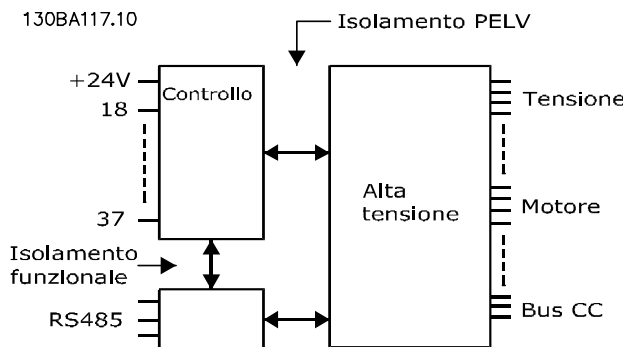 130BA117.10
Isolamento PELV
+24V
Controllo
Tensione
18
Alta
tensione
Motore
37
Isolamento
funzionale
RS485
Bus CC